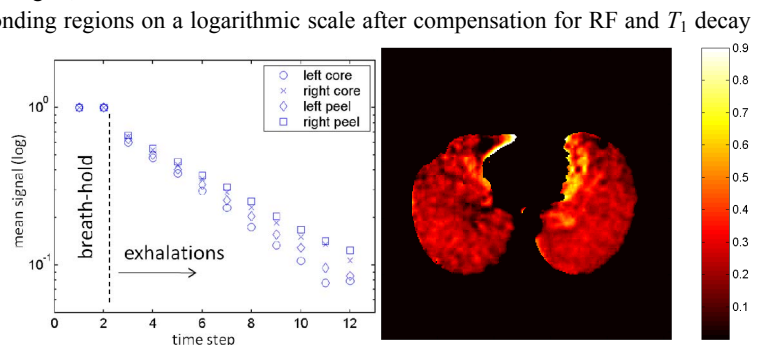 onding regions on a logarithmic scale after compensation for RF and T1 decay
left core
right core
left peel
right peel
mean signal (log)
10^0
10^-1
breath-hold
exhalations
0 2 4 6 8 10 12
time step
0.9
0.8
0.7
0.6
0.5
0.4
0.3
0.2
0.1